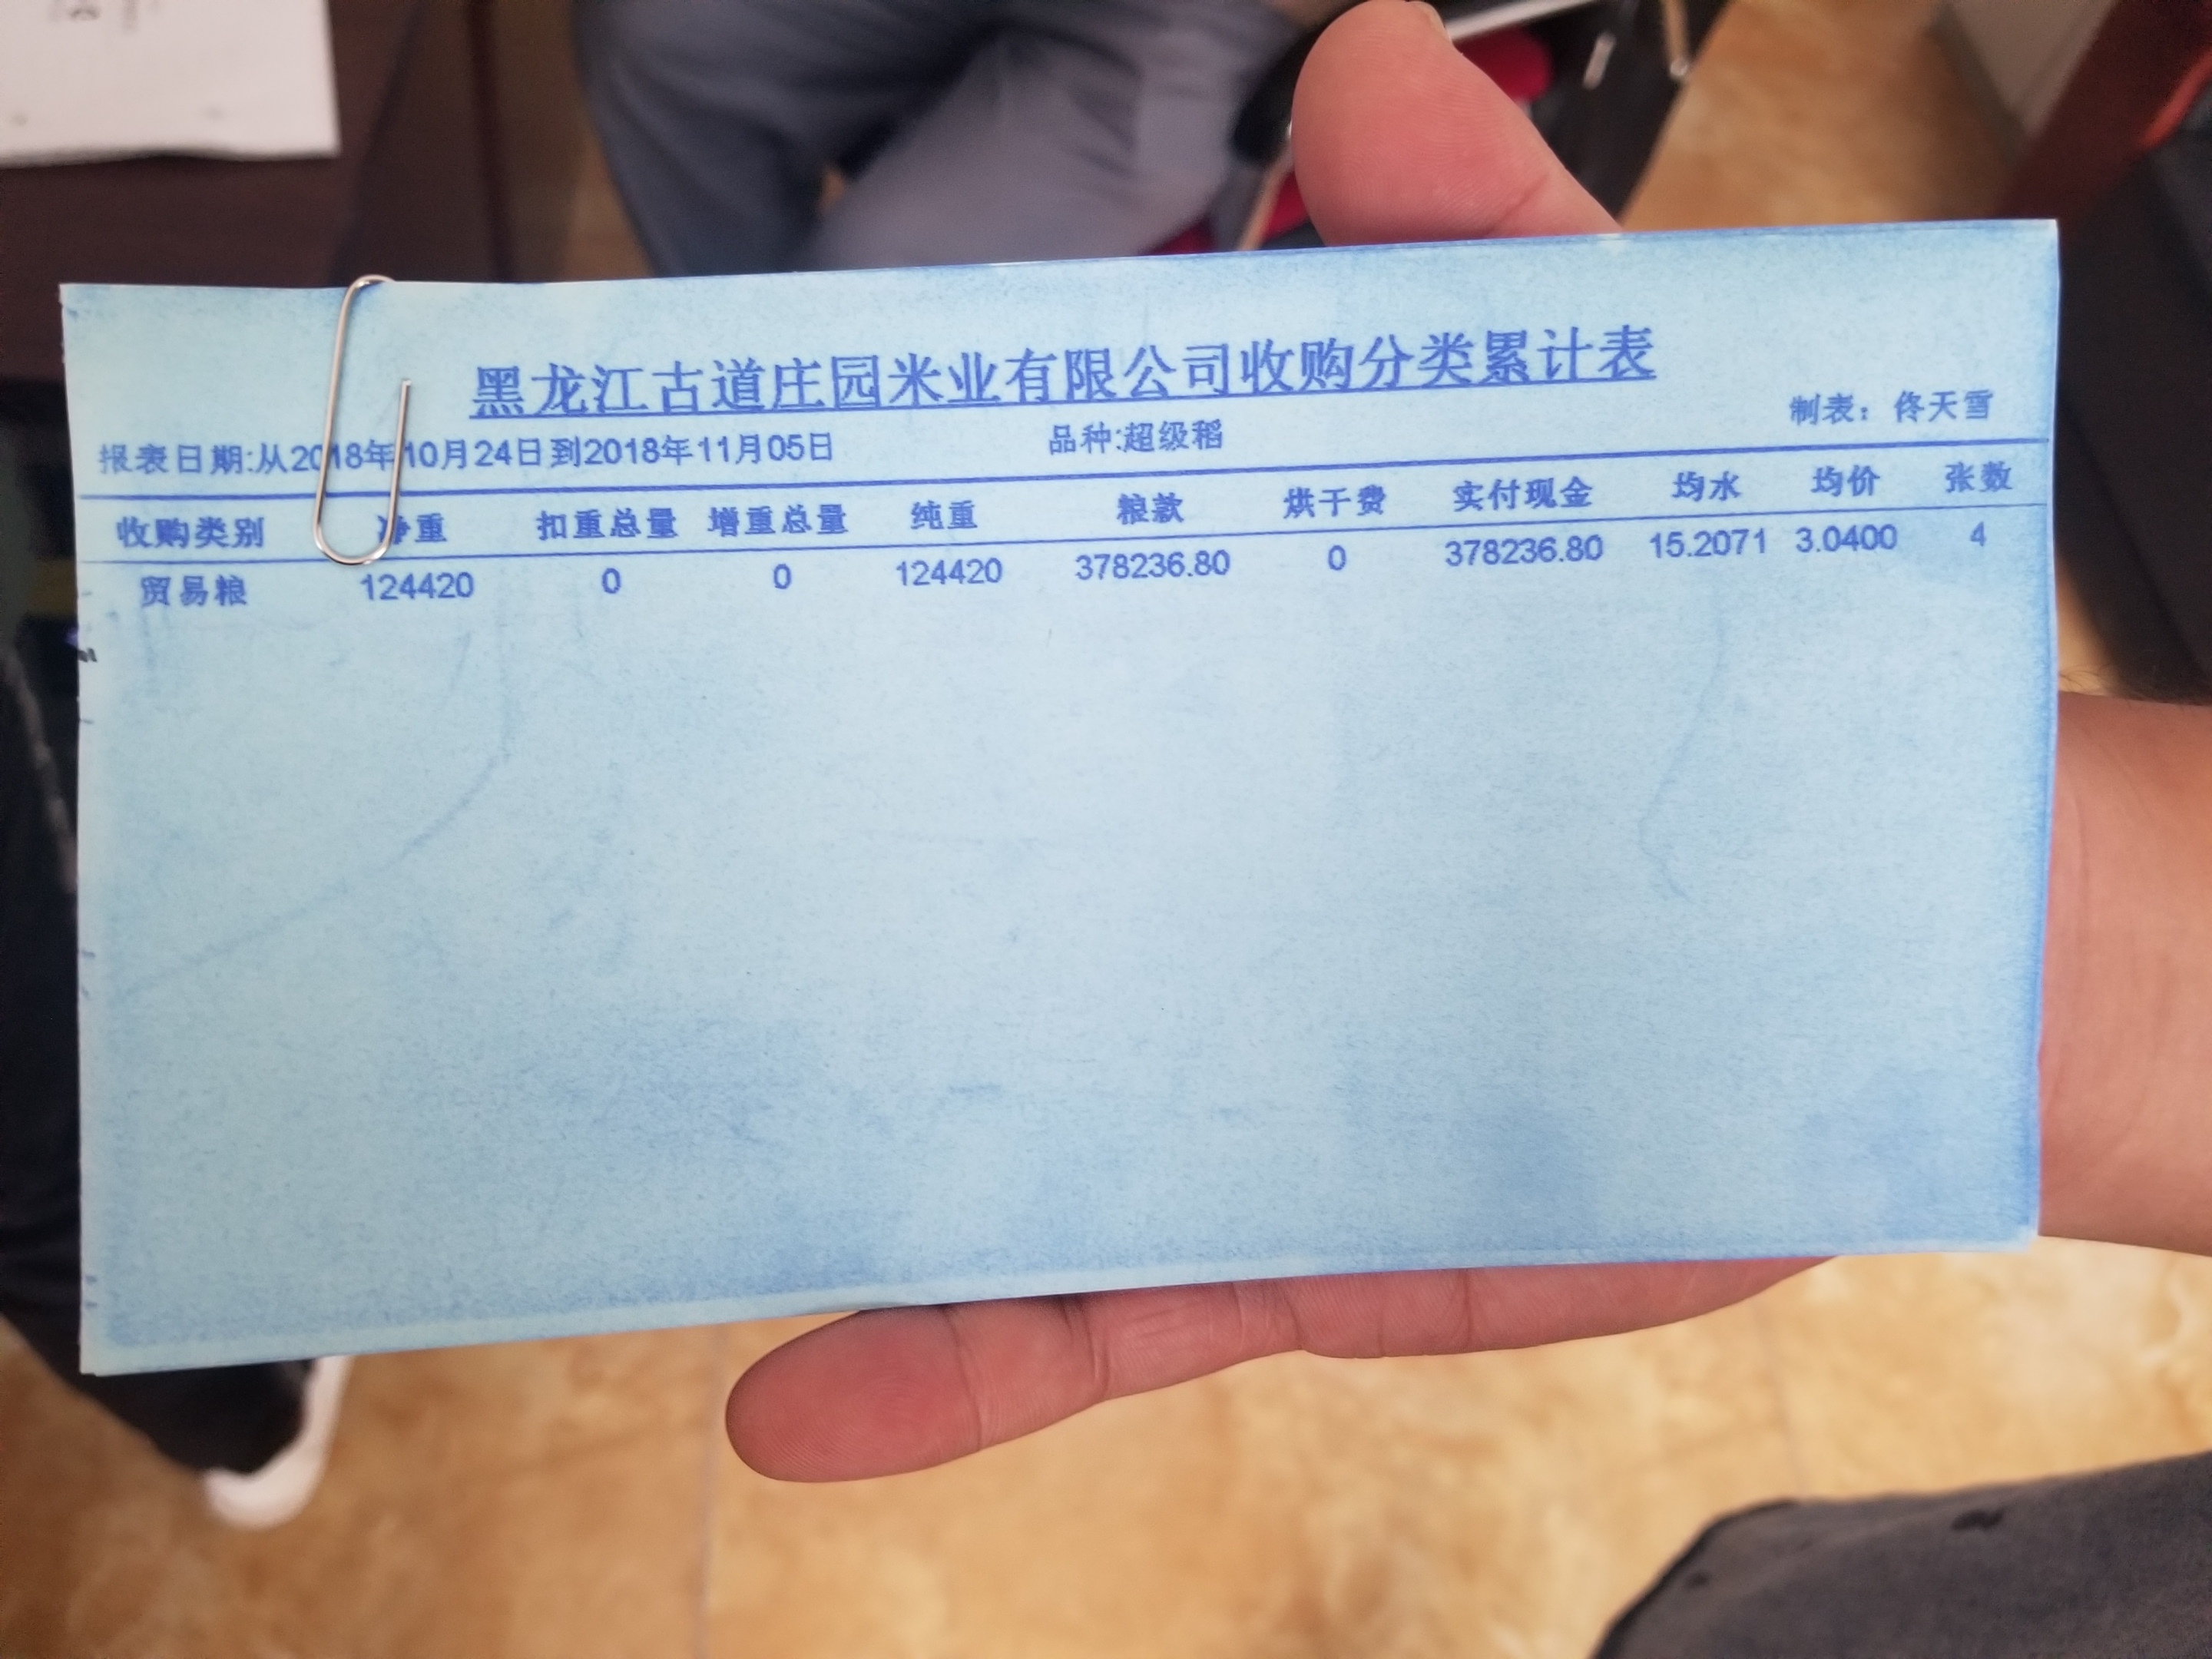 黑龙江古道庄园米业有限公司收购分类累计表
制表：佟天雪
报表日期:从2018年10月24日到2018年11月05日 品种:超级稻
收购类别 净重 扣重总量 增重总量 纯重 粮款 烘干费 实付现金 均水 均价 张数
贸易粮 124420 0 0 124420 378236.80 0 378236.80 15.2071 3.0400 4